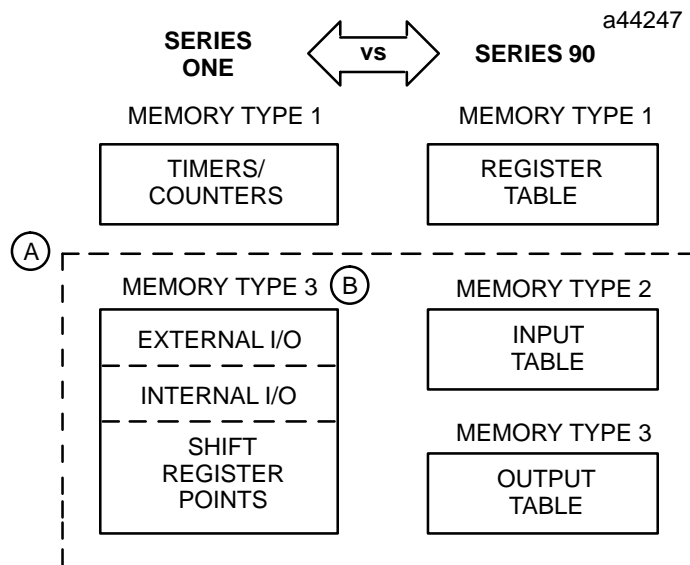 a44247
SERIES
ONE
vs
SERIES 90
MEMORY TYPE 1
TIMERS/
COUNTERS
MEMORY TYPE 1
REGISTER
TABLE
A
MEMORY TYPE 3
B
EXTERNAL I/O
INTERNAL I/O
SHIFT
REGISTER
POINTS
MEMORY TYPE 2
INPUT
TABLE
MEMORY TYPE 3
OUTPUT
TABLE